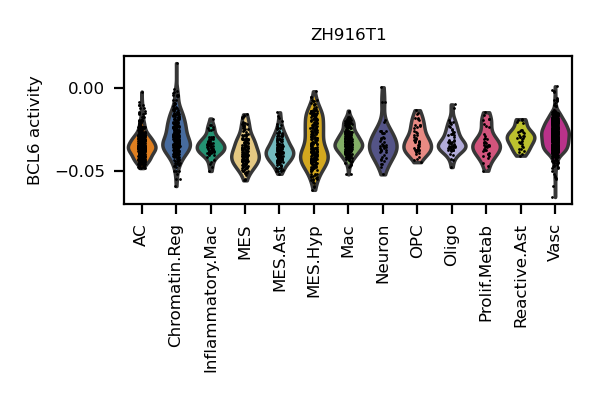 ZH916T1
BCL6 activity
0.00
−0.05
AC
Chromatin.Reg
Inflammatory.Mac
MES
MES.Ast
MES.Hyp
Mac
Neuron
OPC
Oligo
Prolif.Metab
Reactive.Ast
Vasc